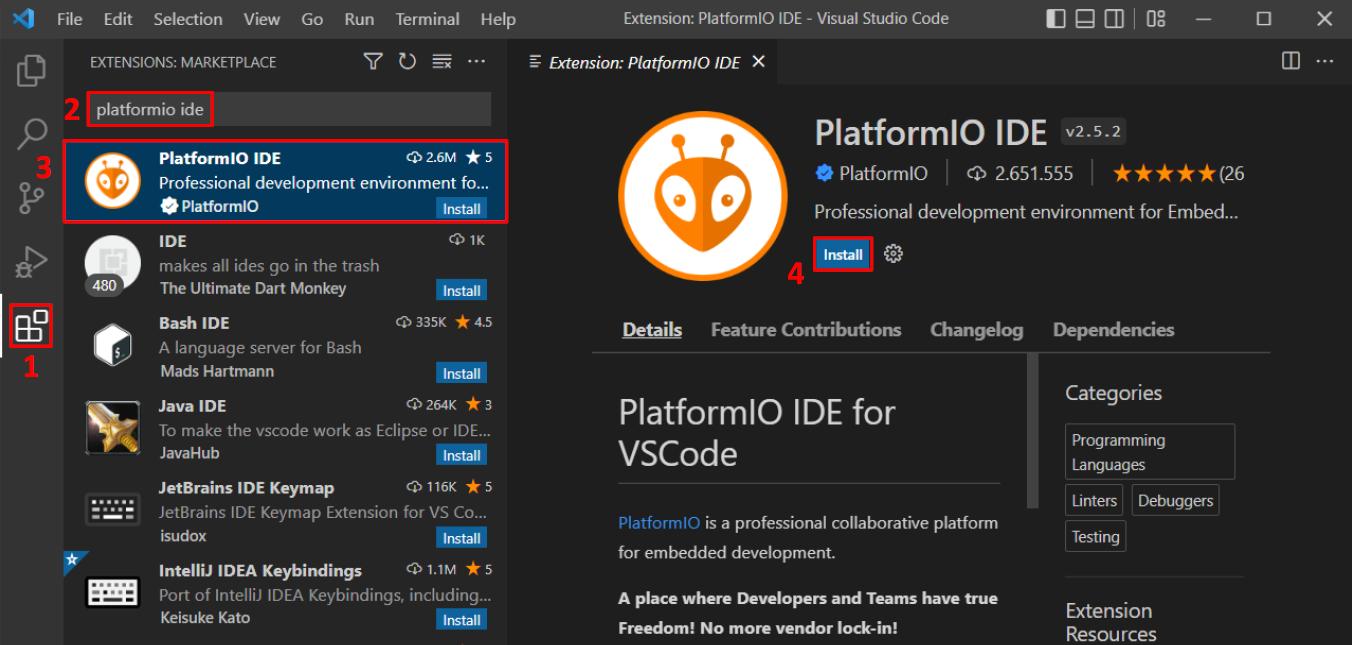 File Edit Selection View Go Run Terminal Help
Extension: PlatformIO IDE - Visual Studio Code
EXTENSIONS: MARKETPLACE
2
platformio ide
3
PlatformIO IDE 2.6M ★ 5
Professional development environment fo...
PlatformIO
Install
IDE 1K
makes all ides go in the trash
480
The Ultimate Dart Monkey
Install
1
Bash IDE 335K ★ 4.5
A language server for Bash
$_
Mads Hartmann
Install
Java IDE 264K ★ 3
To make the vscode work as Eclipse or IDE...
JavaHub
Install
JetBrains IDE Keymap 116K ★ 5
JetBrains IDE Keymap Extension for VS Co...
isudox
Install
IntelliJ IDEA Keybindings 1.1M ★ 5
Port of IntelliJ IDEA Keybindings, including...
Keisuke Kato
Install
Extension: PlatformIO IDE
PlatformIO IDE v2.5.2
PlatformIO 2.651.555 ★★★★★(26
Professional development environment for Embed...
4
Install
Details Feature Contributions Changelog Dependencies
PlatformIO IDE for
VSCode
PlatformIO is a professional collaborative platform
for embedded development.
A place where Developers and Teams have true
Freedom! No more vendor lock-in!
Categories
Programming
Languages
Linters Debuggers
Testing
Extension
Resources